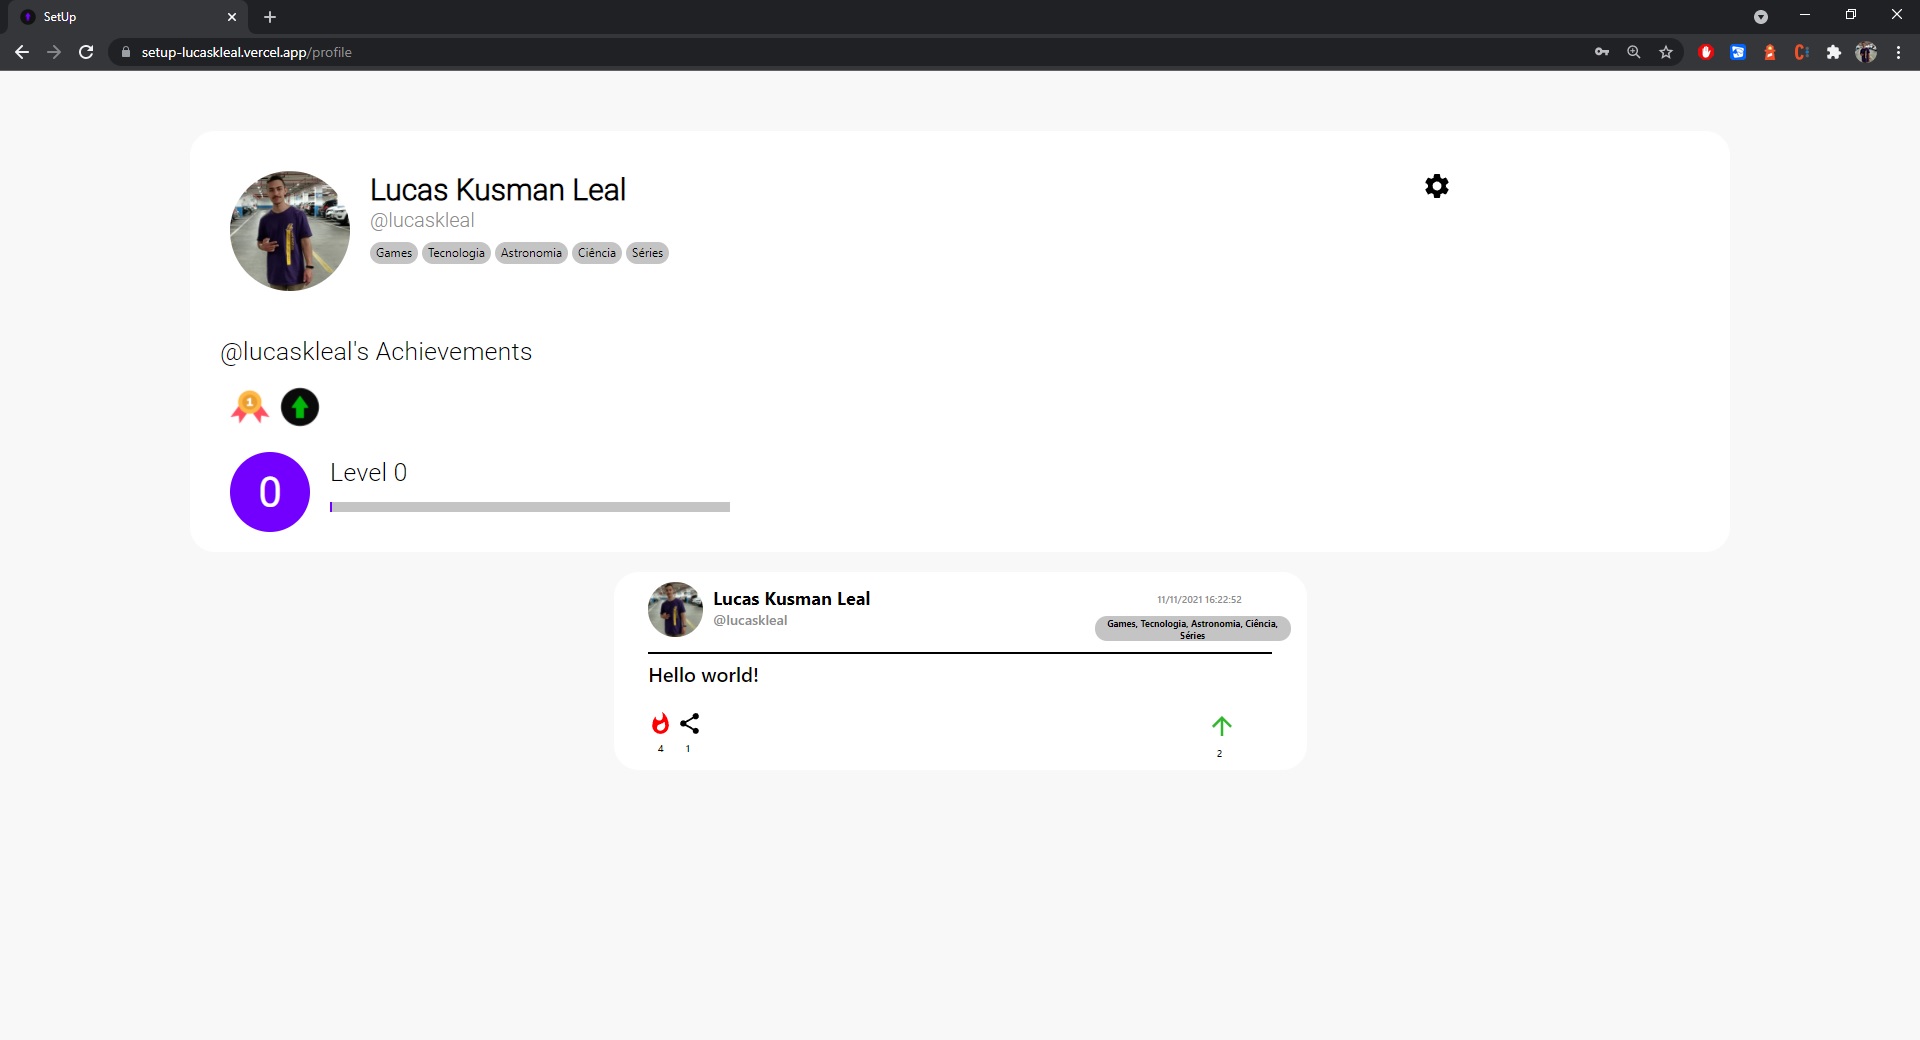 SetUp
setup-lucaskleal.vercel.app/profile
Lucas Kusman Leal
@lucaskleal
Games Tecnologia Astronomia Ciência Séries
@lucaskleal's Achievements
1
0
Level 0
Lucas Kusman Leal
@lucaskleal
11/11/2021 16:22:52
Games, Tecnologia, Astronomia, Ciência,
Séries
Hello world!
4 1
2